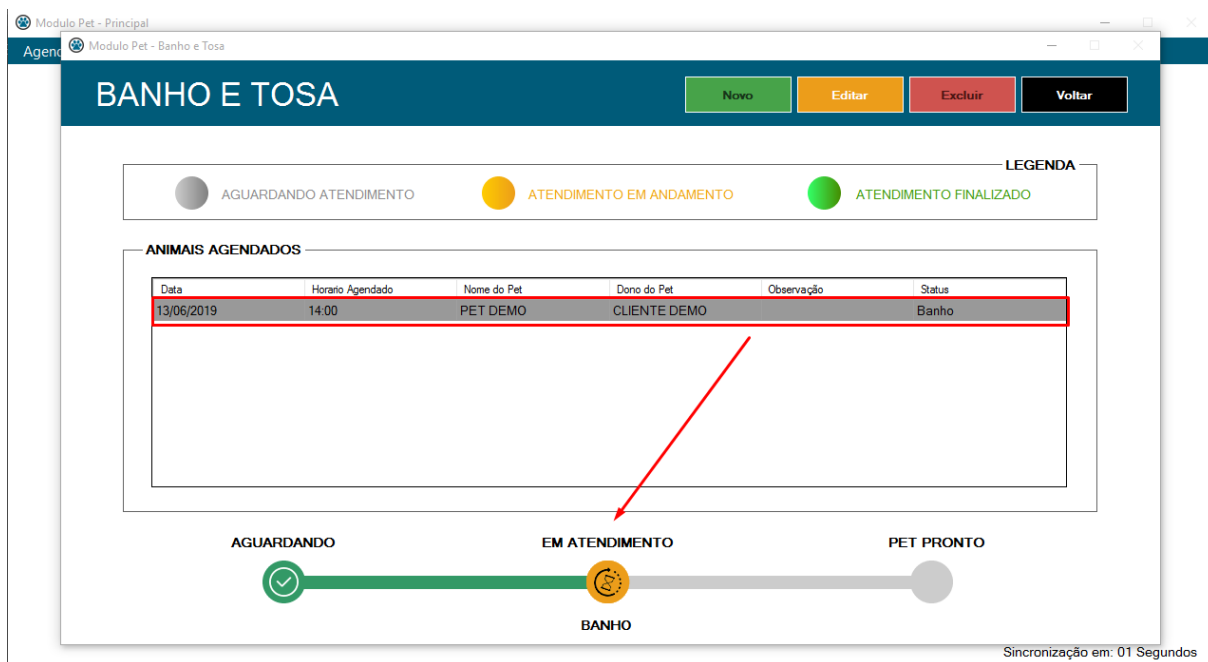 Modulo Pet - Principal
Agend
Modulo Pet - Banho e Tosa
BANHO E TOSA
Novo Editar Excluir Voltar
LEGENDA
AGUARDANDO ATENDIMENTO ATENDIMENTO EM ANDAMENTO ATENDIMENTO FINALIZADO
ANIMAIS AGENDADOS
Data Horario Agendado Nome do Pet Dono do Pet Observação Status
13/06/2019 14:00 PET DEMO CLIENTE DEMO Banho
AGUARDANDO EM ATENDIMENTO PET PRONTO
BANHO
Sincronização em: 01 Segundos